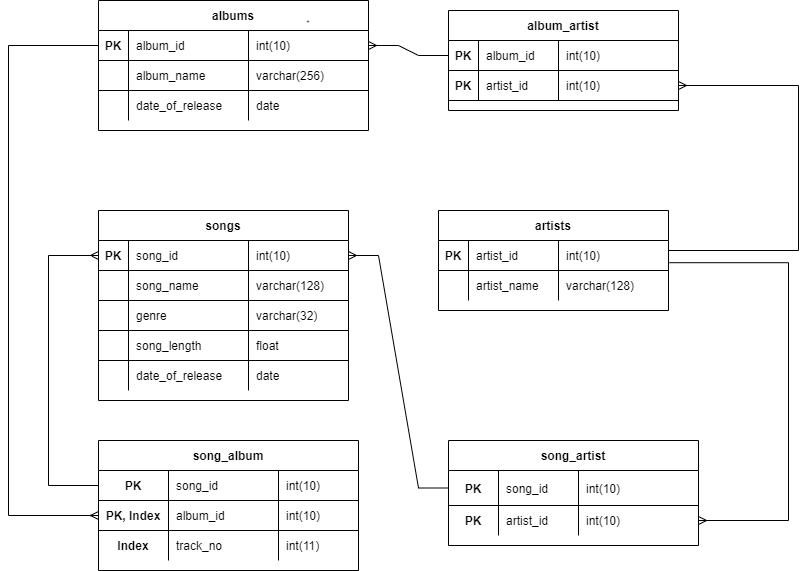 albums
PK album_id int(10)
album_name varchar(256)
date_of_release date
album_artist
PK album_id int(10)
PK artist_id int(10)
songs
PK song_id int(10)
song_name varchar(128)
genre varchar(32)
song_length float
date_of_release date
artists
PK artist_id int(10)
artist_name varchar(128)
song_album
PK song_id int(10)
PK, Index album_id int(10)
Index track_no int(11)
song_artist
PK song_id int(10)
PK artist_id int(10)